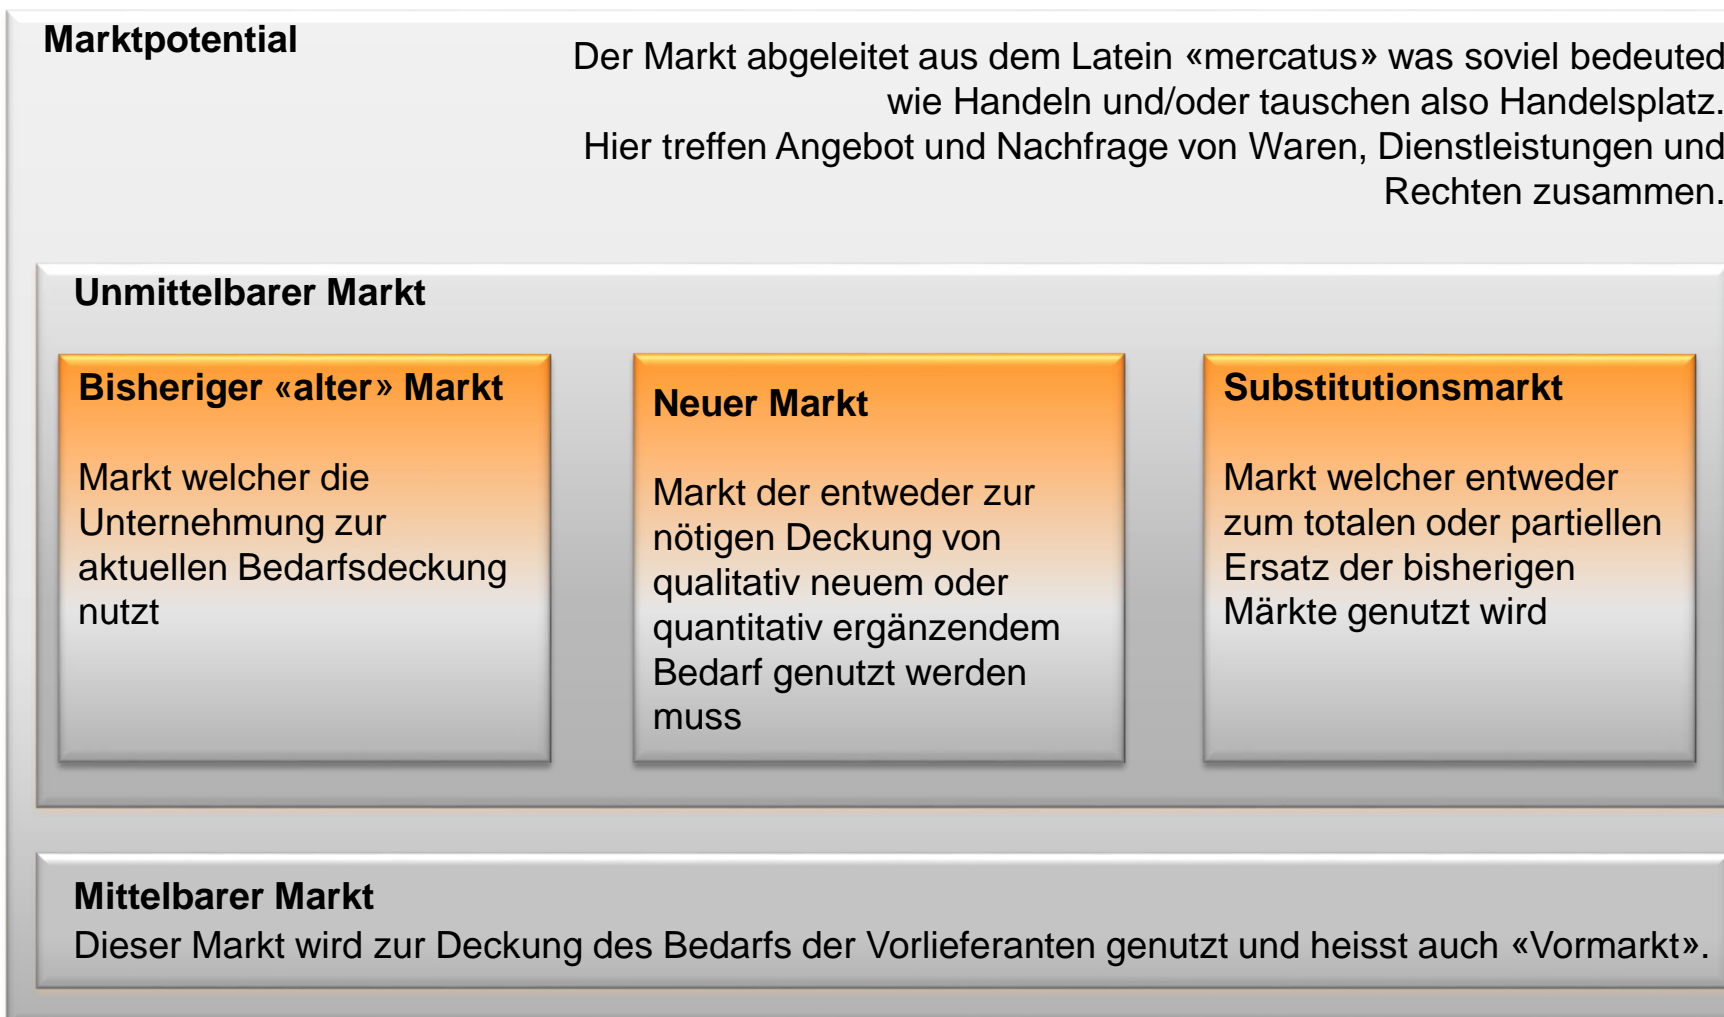 Marktpotential
Der Markt abgeleitet aus dem Latein «mercatus» was soviel bedeuted
wie Handeln und/oder tauschen also Handelsplatz.
Hier treffen Angebot und Nachfrage von Waren, Dienstleistungen und
Rechten zusammen.
Unmittelbarer Markt
Bisheriger «alter» Markt
Markt welcher die
Unternehmung zur
aktuellen Bedarfsdeckung
nutzt
Neuer Markt
Markt der entweder zur
nötigen Deckung von
qualitativ neuem oder
quantitativ ergänzendem
Bedarf genutzt werden
muss
Substitutionsmarkt
Markt welcher entweder
zum totalen oder partiellen
Ersatz der bisherigen
Märkte genutzt wird
Mittelbarer Markt
Dieser Markt wird zur Deckung des Bedarfs der Vorlieferanten genutzt und heisst auch «Vormarkt».